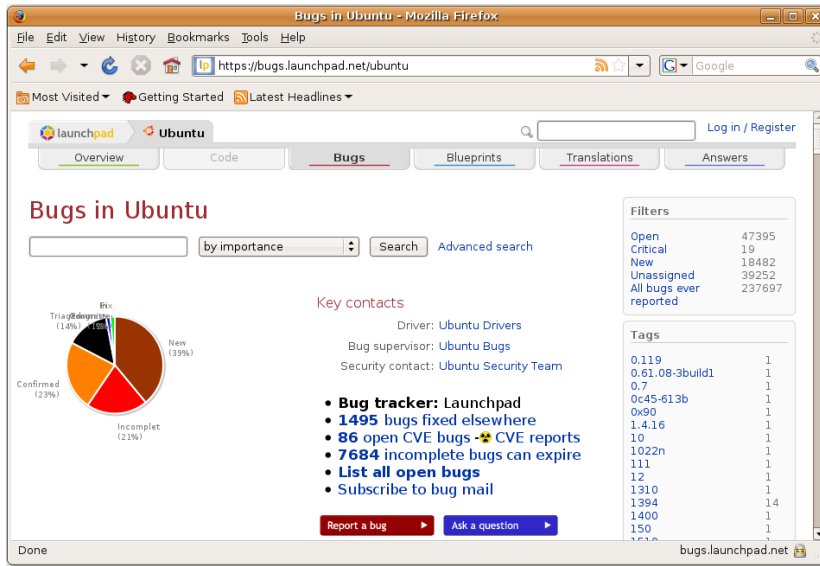 Bugs in Ubuntu - Mozilla Firefox
File Edit View History Bookmarks Tools Help
lp https://bugs.launchpad.net/ubuntu G Google
Most Visited Getting Started Latest Headlines
launchpad Ubuntu Log in / Register
Overview Code Bugs Blueprints Translations Answers
Bugs in Ubuntu
by importance Search Advanced search
Fix
(14%)
New
(39%)
Confirmed
(23%)
Incomplet
(21%)
Key contacts
Driver: Ubuntu Drivers
Bug supervisor: Ubuntu Bugs
Security contact: Ubuntu Security Team
• Bug tracker: Launchpad
• 1495 bugs fixed elsewhere
• 86 open CVE bugs - CVE reports
• 7684 incomplete bugs can expire
• List all open bugs
• Subscribe to bug mail
Report a bug Ask a question
Filters
Open 47395
Critical 19
New 18482
Unassigned 39252
All bugs ever 237697
reported
Tags
0.119 1
0.61.08-3build1 1
0.7 1
0c45-613b 1
0x90 1
1.4.16 1
10 1
1022n 1
111 1
12 1
1310 1
1394 14
1400 1
150 1
Done bugs.launchpad.net